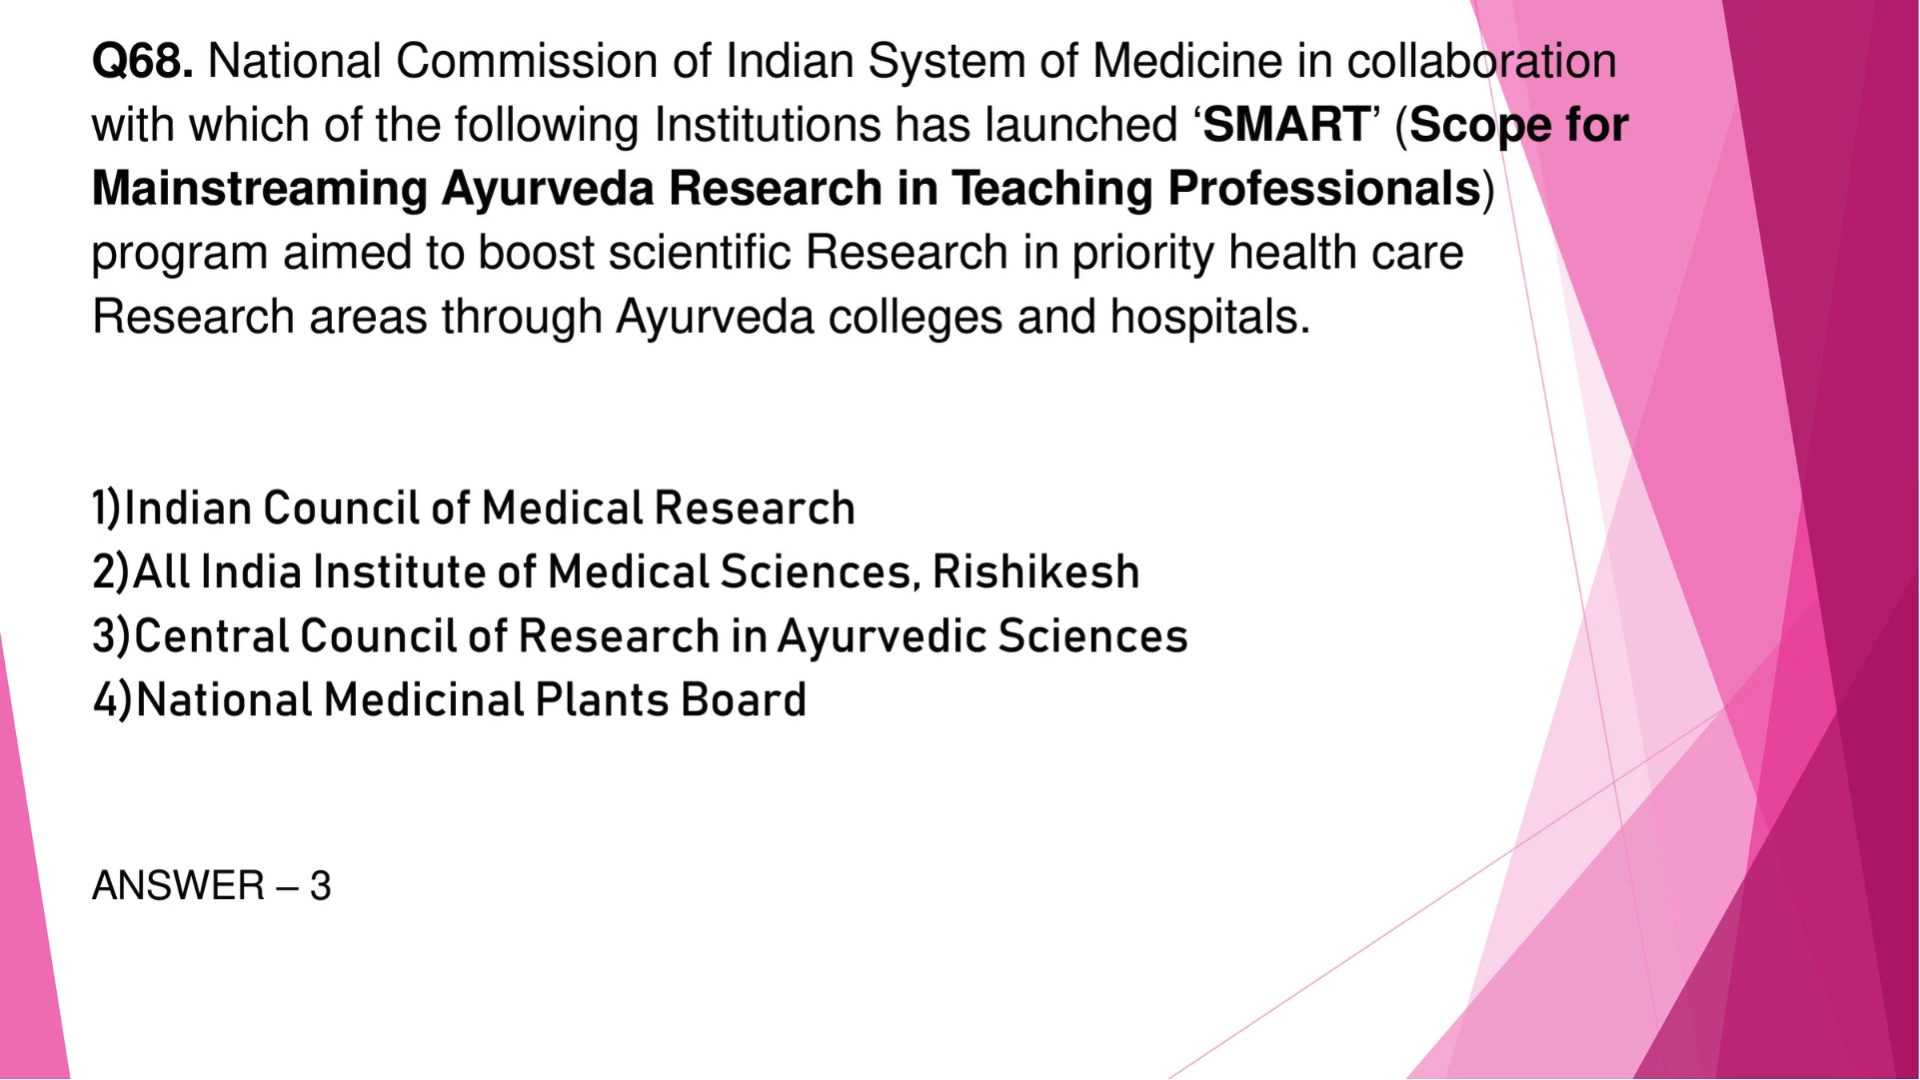 Q68. National Commission of Indian System of Medicine in collaboration
with which of the following Institutions has launched ‘SMART’ (Scope for
Mainstreaming Ayurveda Research in Teaching Professionals)
program aimed to boost scientific Research in priority health care
Research areas through Ayurveda colleges and hospitals.
1)Indian Council of Medical Research
2)All India Institute of Medical Sciences, Rishikesh
3)Central Council of Research in Ayurvedic Sciences
4)National Medicinal Plants Board
ANSWER – 3